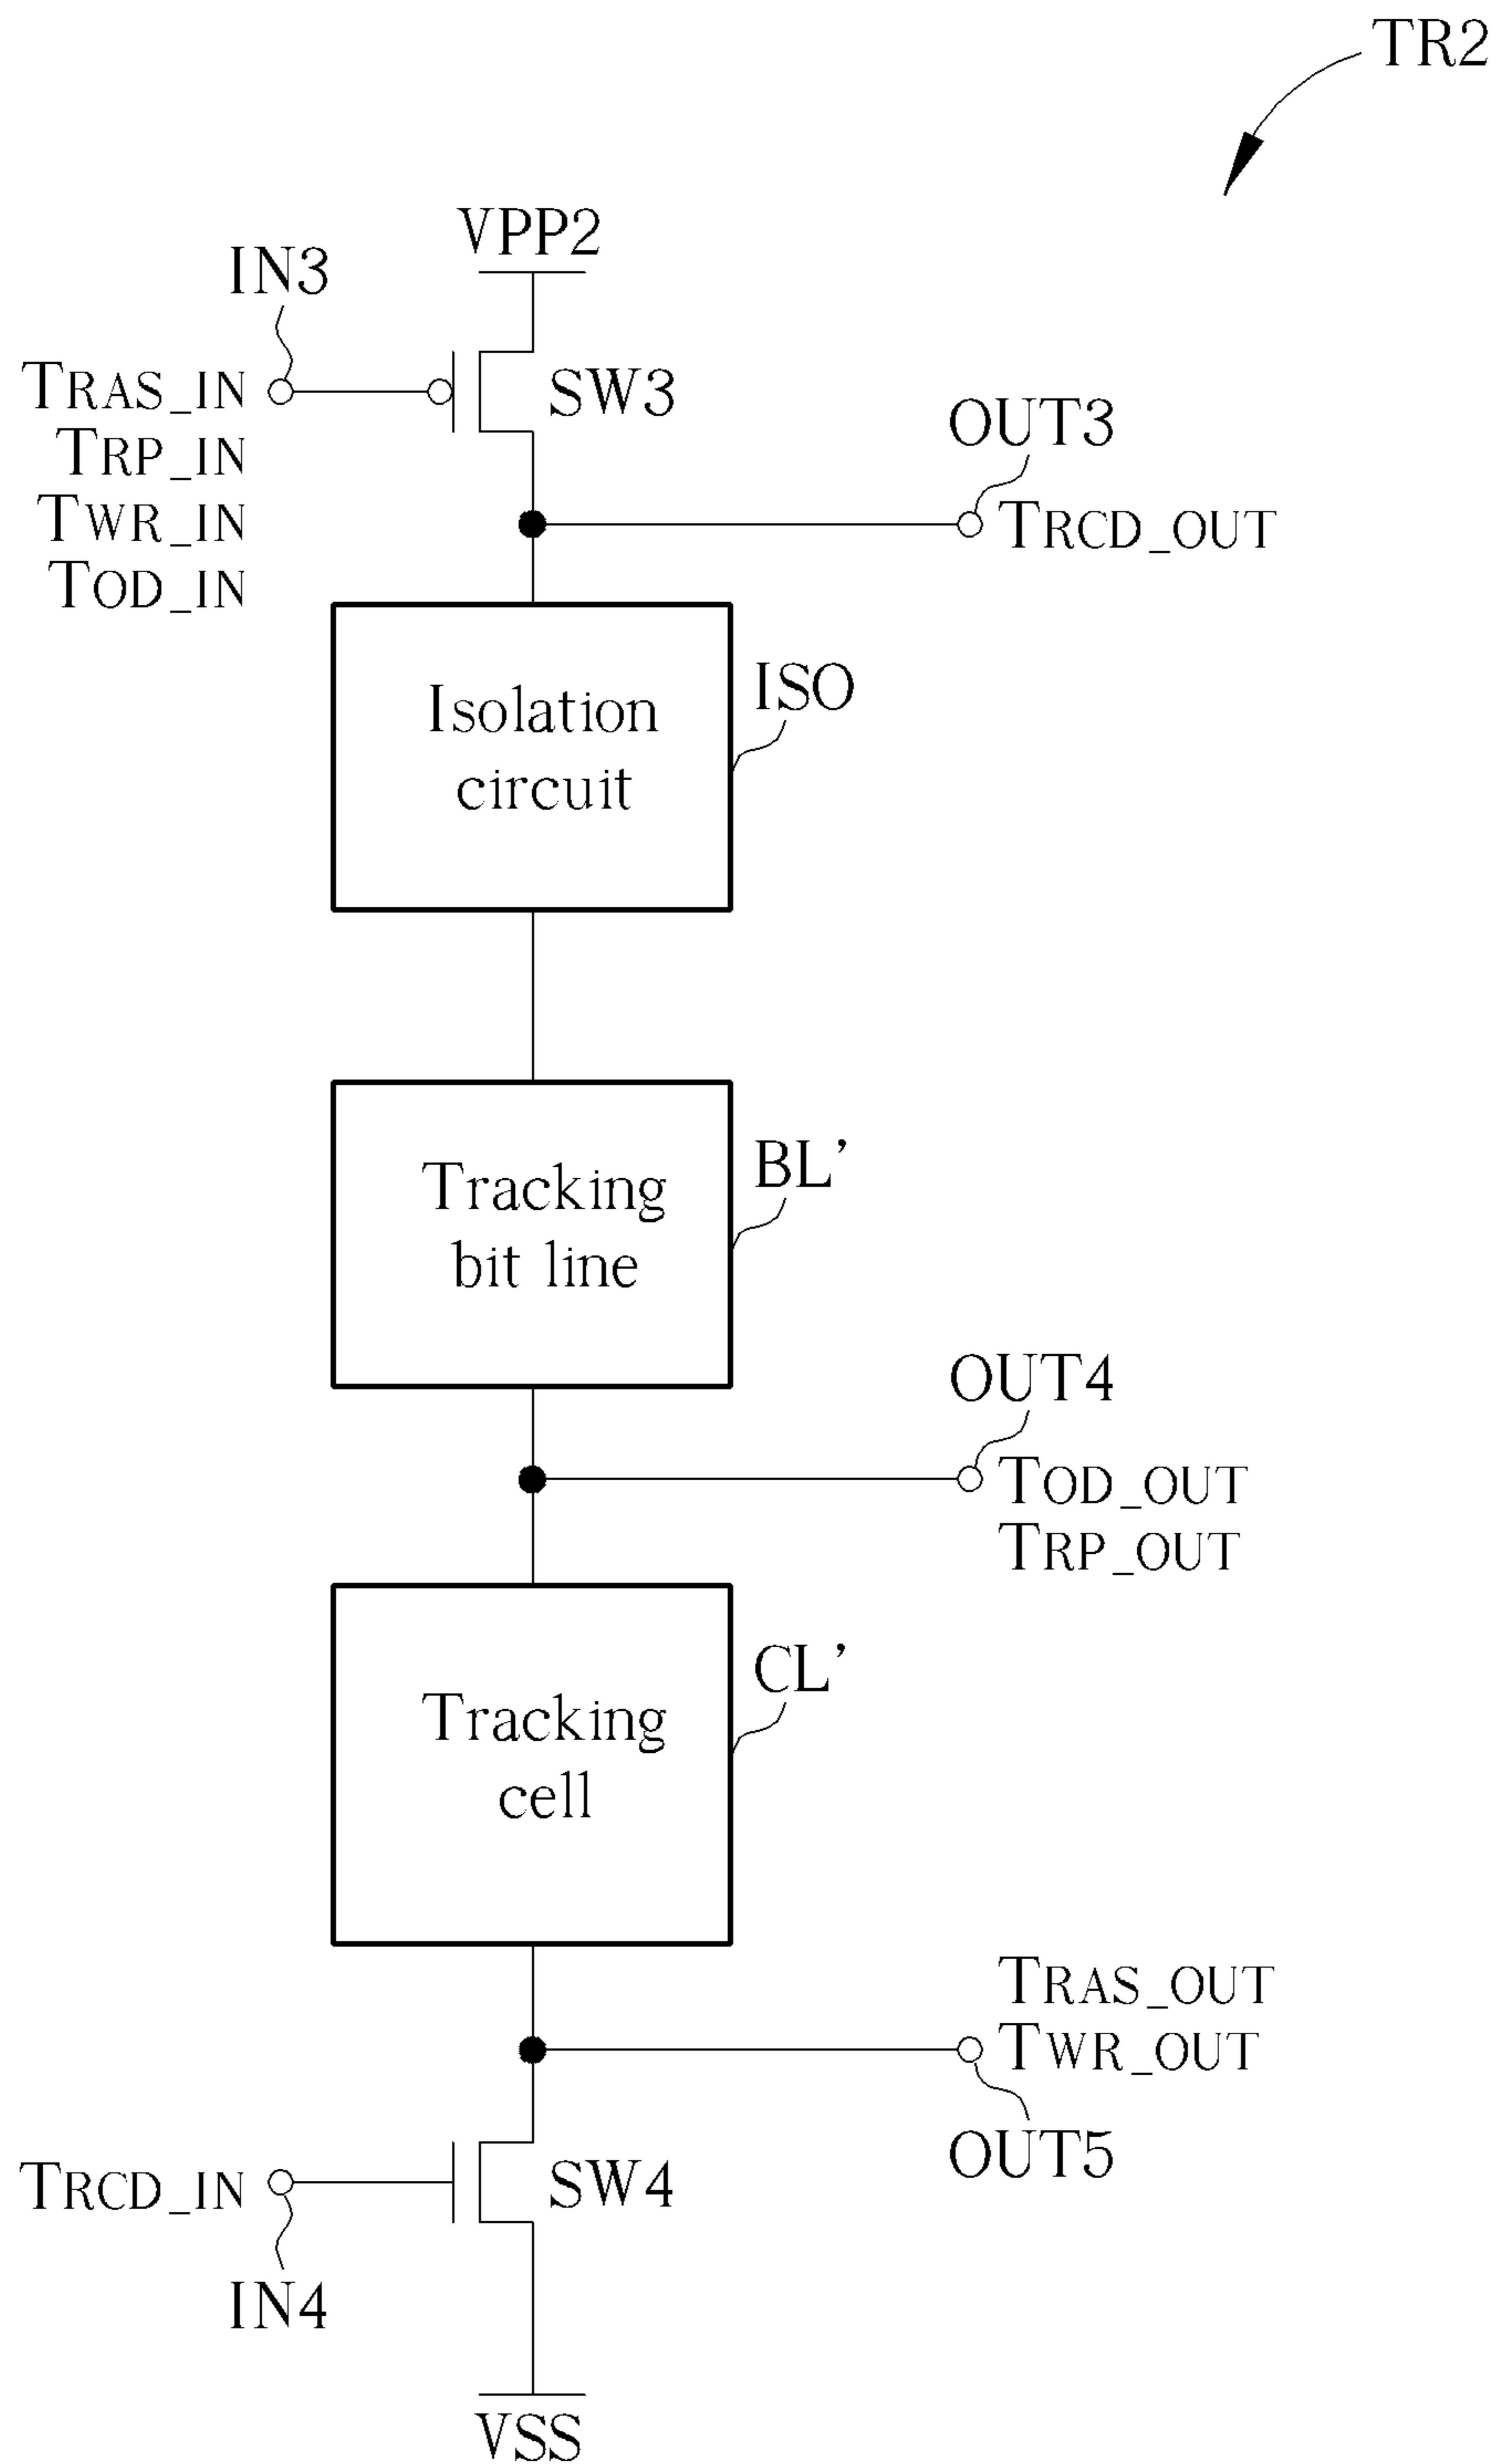 TR2
VPP2
IN3
TRAS_IN
SW3
OUT3
TRP_IN
TWR_IN
TRCD_OUT
TOD_IN
Isolation
circuit
ISO
Tracking
bit line
BL'
OUT4
TOD_OUT
TRP_OUT
Tracking
cell
CL'
TRAS_OUT
TWR_OUT
OUT5
TRCD_IN
SW4
IN4
VSS